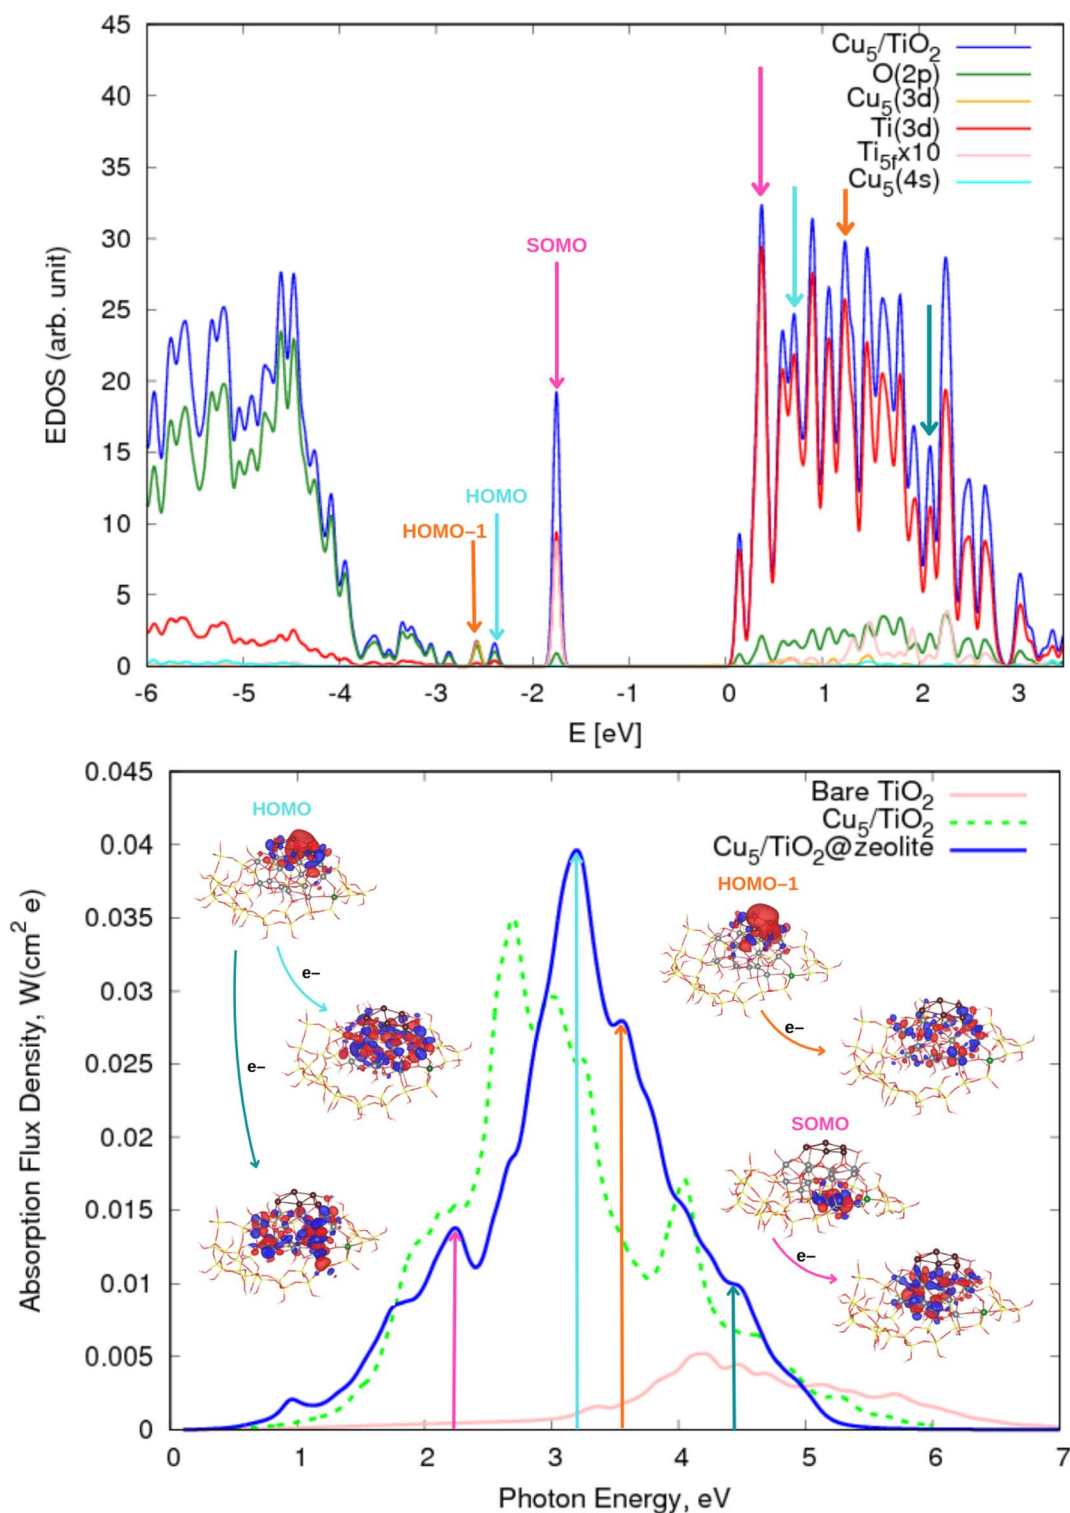 45
40
35
30
25
20
15
10
5
0
EDOS (arb. unit)
Cu₅/TiO₂
O(2p)
Cu₅(3d)
Ti(3d)
Ti₅fx10
Cu₅(4s)
SOMO
HOMO
HOMO–1
-6 -5 -4 -3 -2 -1 0 1 2 3
E [eV]
0.045
0.04
0.035
0.03
0.025
0.02
0.015
0.01
0.005
0
Absorption Flux Density, W(cm² e)
Bare TiO₂
Cu₅/TiO₂
Cu₅/TiO₂@zeolite
HOMO
e–
e–
HOMO–1
e–
SOMO
e–
0 1 2 3 4 5 6 7
Photon Energy, eV